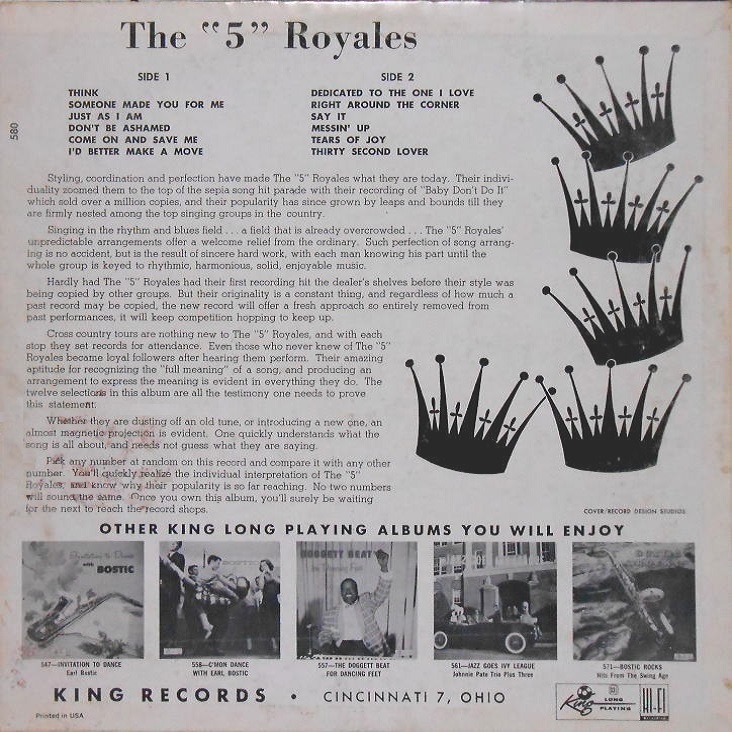 The "5" Royales
SIDE 1
THINK
SOMEONE MADE YOU FOR ME
JUST AS I AM
DON'T BE ASHAMED
COME ON AND SAVE ME
I'D BETTER MAKE A MOVE
SIDE 2
DEDICATED TO THE ONE I LOVE
RIGHT AROUND THE CORNER
SAY IT
MESSIN' UP
TEARS OF JOY
THIRTY SECOND LOVER
580
Styling, coordination and perfection have made The "5" Royales what they are today. Their indivi-
duality zoomed them to the top of the sepia song hit parade with their recording of "Baby Don't Do It"
which sold over a million copies, and their popularity has since grown by leaps and bounds till they
are firmly nested among the top singing groups in the country.
Singing in the rhythm and blues field . . . a field that is already overcrowded . . . The "5" Royales'
unpredictable arrangements offer a welcome relief from the ordinary. Such perfection of song arrang-
ing is no accident, but is the result of sincere hard work, with each man knowing his part until the
whole group is keyed to rhythmic, harmonious, solid, enjoyable music.
Hardly had The "5" Royales had their first recording hit the dealer's shelves before their style was
being copied by other groups. But their originality is a constant thing, and regardless of how much a
past record may be copied, the new record will offer a fresh approach so entirely removed from
past performances, it will keep competition hopping to keep up.
Cross country tours are nothing new to The "5" Royales, and with each
stop they set records for attendance. Even those who never knew of The "5"
Royales became loyal followers after hearing them perform. Their amazing
aptitude for recognizing the "full meaning" of a song, and producing an
arrangement to express the meaning is evident in everything they do. The
twelve selections in this album are all the testimony one needs to prove
this statement.
Whether they are dusting off an old tune, or introducing a new one, an
almost magnetic projection is evident. One quickly understands what the
song is all about, and needs not guess what they are saying.
Pick any number at random on this record and compare it with any other
number. You'll quickly realize the individual interpretation of The "5"
Royales, and know why their popularity is so far reaching. No two numbers
will sound the same. Once you own this album, you'll surely be waiting
for the next to reach the record shops.
COVER/RECORD DESIGN STUDIOS
OTHER KING LONG PLAYING ALBUMS YOU WILL ENJOY
Invitation to Dance
with BOSTIC
DOGGETT BEAT
for Dancing Feet
JAZZ GOES
547—INVITATION TO DANCE
Earl Bostic
558—C'MON DANCE
WITH EARL BOSTIC
557—THE DOGGETT BEAT
FOR DANCING FEET
561—JAZZ GOES IVY LEAGUE
Johnnie Pate Trio Plus Three
571—BOSTIC ROCKS
Hits From The Swing Age
KING RECORDS • CINCINNATI 7, OHIO
King
LONG
PLAYING
HI-FI
Printed in USA